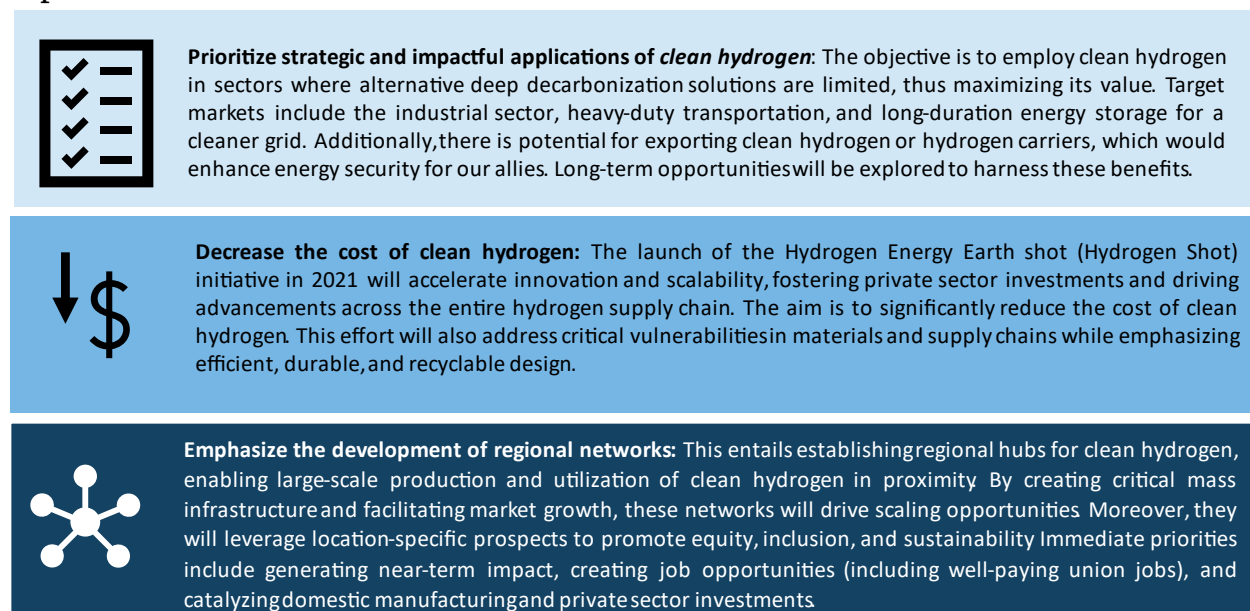 Prioritize strategic and impactful applications of clean hydrogen: The objective is to employ clean hydrogen
in sectors where alternative deep decarbonization solutions are limited, thus maximizing its value. Target
markets include the industrial sector, heavy-duty transportation, and long-duration energy storage for a
cleaner grid. Additionally, there is potential for exporting clean hydrogen or hydrogen carriers, which would
enhance energy security for our allies. Long-term opportunities will be explored to harness these benefits.
Decrease the cost of clean hydrogen: The launch of the Hydrogen Energy Earth shot (Hydrogen Shot)
initiative in 2021 will accelerate innovation and scalability, fostering private sector investments and driving
advancements across the entire hydrogen supply chain. The aim is to significantly reduce the cost of clean
hydrogen. This effort will also address critical vulnerabilities in materials and supply chains while emphasizing
efficient, durable, and recyclable design.
Emphasize the development of regional networks: This entails establishing regional hubs for clean hydrogen,
enabling large-scale production and utilization of clean hydrogen in proximity. By creating critical mass
infrastructure and facilitating market growth, these networks will drive scaling opportunities. Moreover, they
will leverage location-specific prospects to promote equity, inclusion, and sustainability Immediate priorities
include generating near-term impact, creating job opportunities (including well-paying union jobs), and
catalyzing domestic manufacturing and private sector investments.